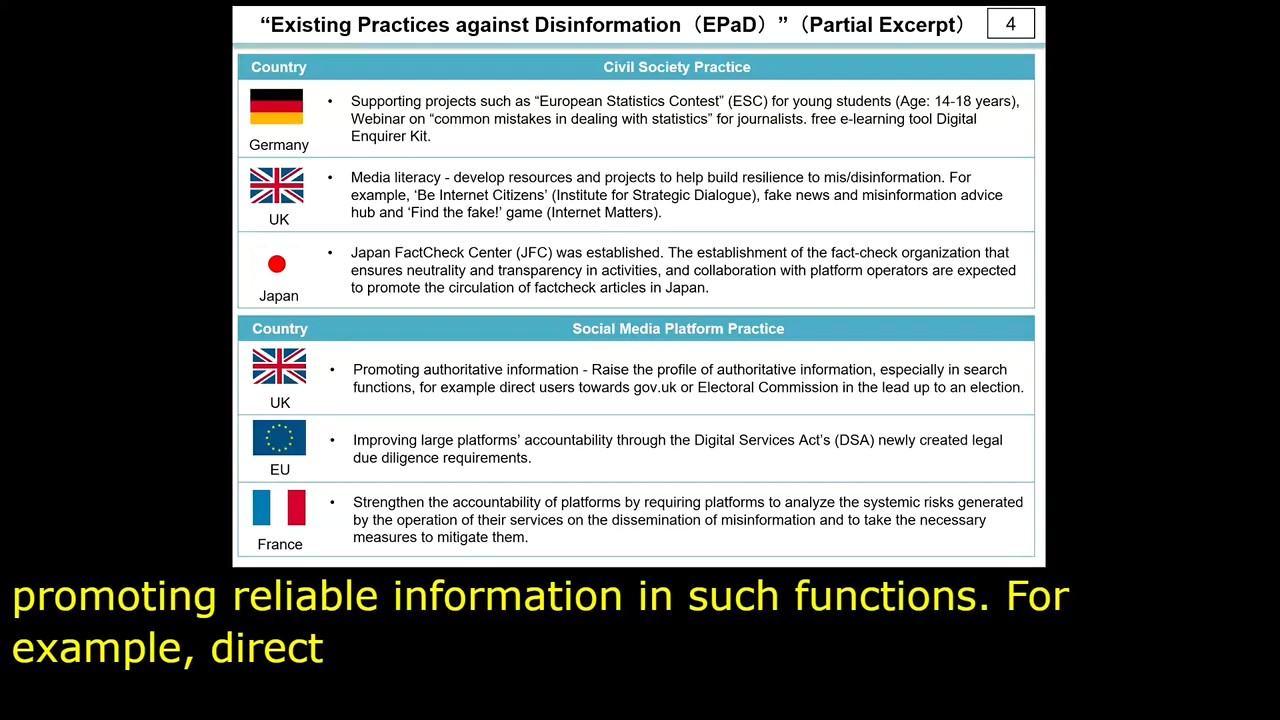 “Existing Practices against Disinformation（EPaD）”（Partial Excerpt）
4
Country
Civil Society Practice
Germany
• Supporting projects such as “European Statistics Contest” (ESC) for young students (Age: 14-18 years),
Webinar on “common mistakes in dealing with statistics” for journalists. free e-learning tool Digital
Enquirer Kit.
UK
• Media literacy - develop resources and projects to help build resilience to mis/disinformation. For
example, ‘Be Internet Citizens’ (Institute for Strategic Dialogue), fake news and misinformation advice
hub and ‘Find the fake!’ game (Internet Matters).
Japan
• Japan FactCheck Center (JFC) was established. The establishment of the fact-check organization that
ensures neutrality and transparency in activities, and collaboration with platform operators are expected
to promote the circulation of factcheck articles in Japan.
Country
Social Media Platform Practice
UK
• Promoting authoritative information - Raise the profile of authoritative information, especially in search
functions, for example direct users towards gov.uk or Electoral Commission in the lead up to an election.
EU
• Improving large platforms’ accountability through the Digital Services Act’s (DSA) newly created legal
due diligence requirements.
France
• Strengthen the accountability of platforms by requiring platforms to analyze the systemic risks generated
by the operation of their services on the dissemination of misinformation and to take the necessary
measures to mitigate them.
promoting reliable information in such functions. For
example, direct